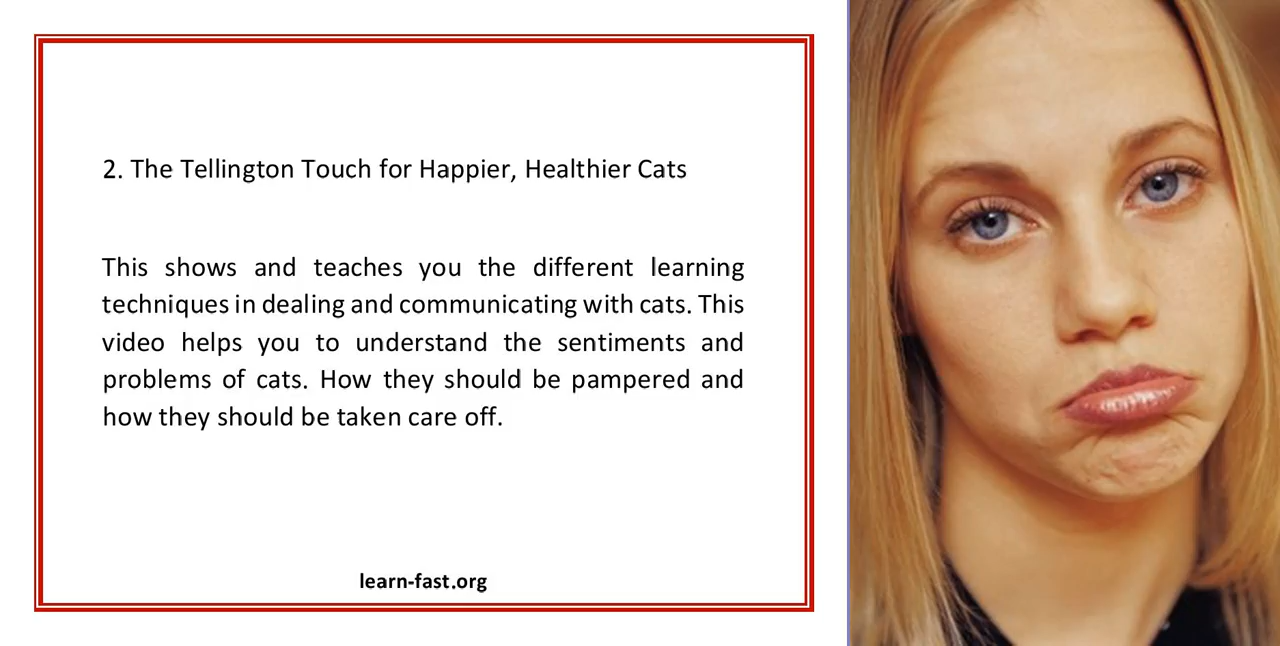 2. The Tellington Touch for Happier, Healthier Cats
This shows and teaches you the different learning
techniques in dealing and communicating with cats. This
video helps you to understand the sentiments and
problems of cats. How they should be pampered and
how they should be taken care off.
learn-fast.org